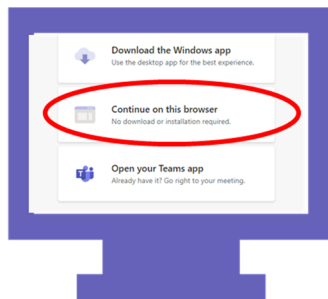 Download the Windows app
Use the desktop app for the best experience.
Continue on this browser
No download or installation required.
Open your Teams app
Already have it? Go right to your meeting.